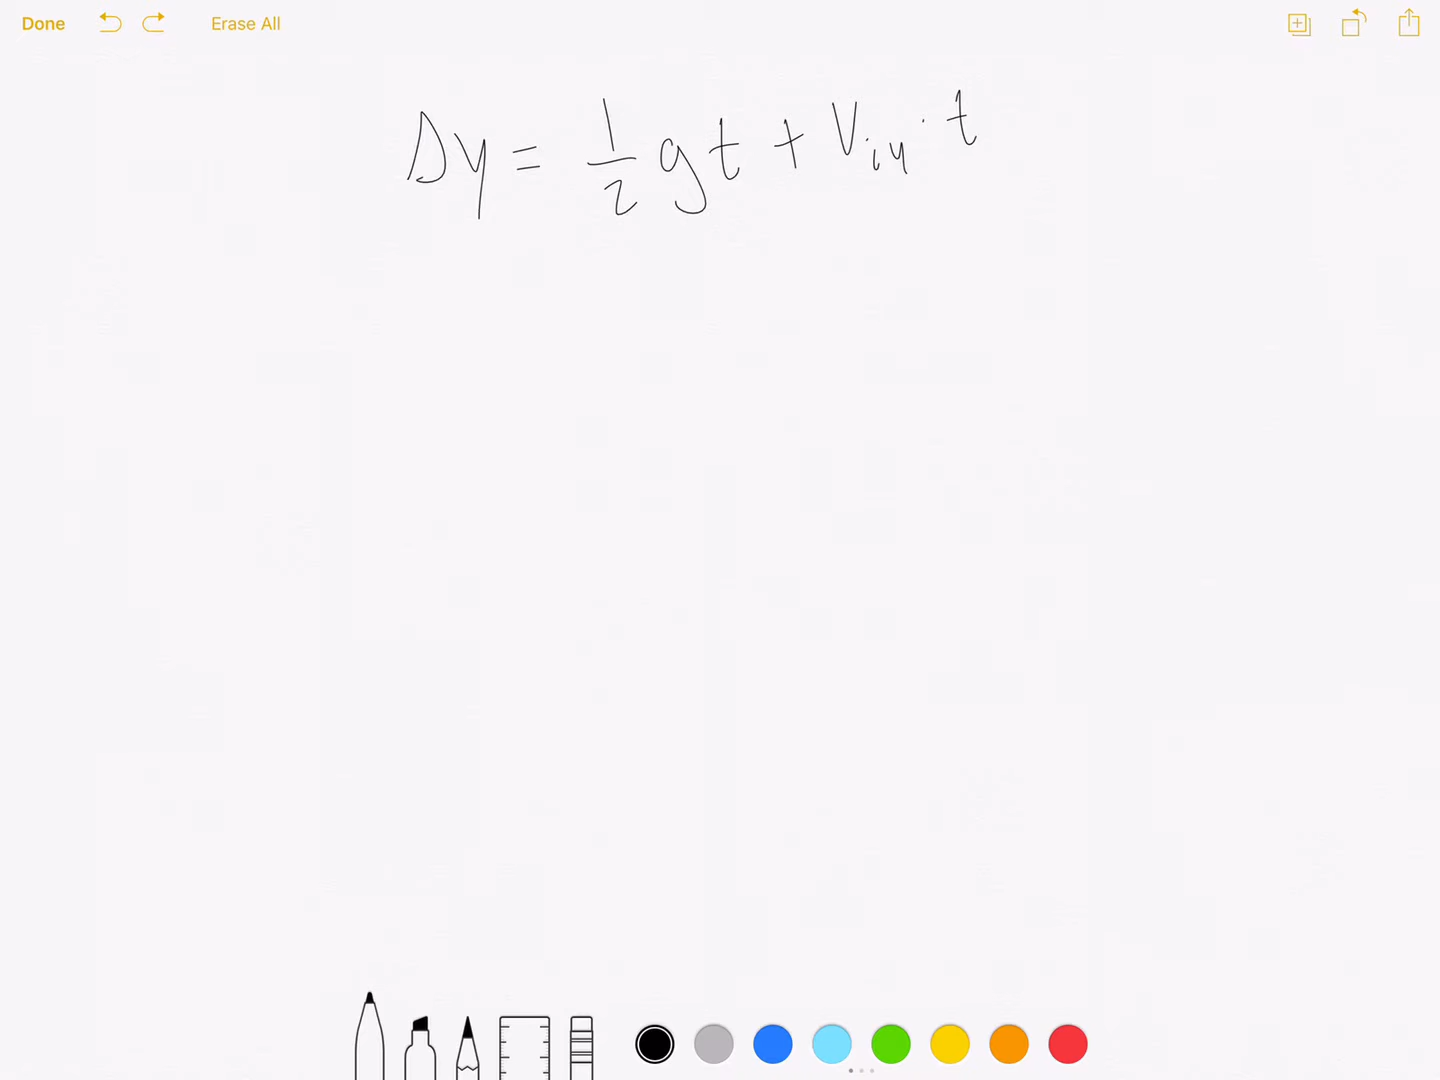 Done Erase All
Δy = 1/2 gt + Viy · t